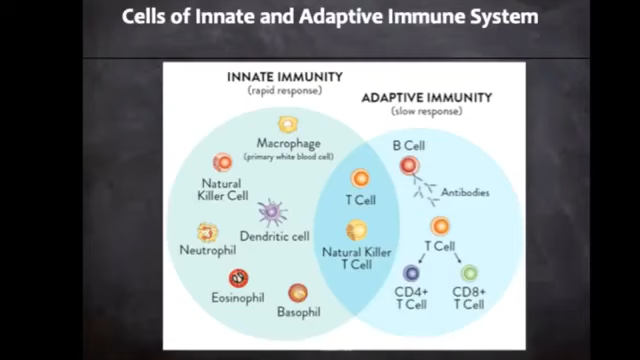 Cells of Innate and Adaptive Immune System
INNATE IMMUNITY
(rapid response)
ADAPTIVE IMMUNITY
(slow response)
Macrophage
(primary white blood cell)
Natural
Killer Cell
Dendritic cell
Neutrophil
Eosinophil
Basophil
T Cell
Natural Killer
T Cell
B Cell
Antibodies
T Cell
CD4+
T Cell
CD8+
T Cell